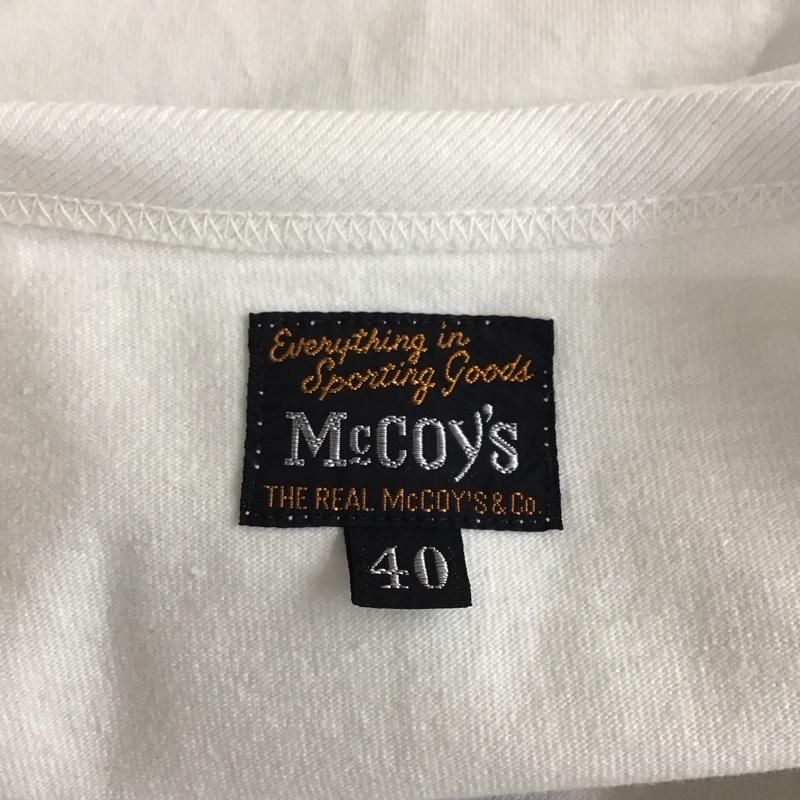 Everything in
Sporting Goods
McCoy's
THE REAL McCOY'S & Co.
40